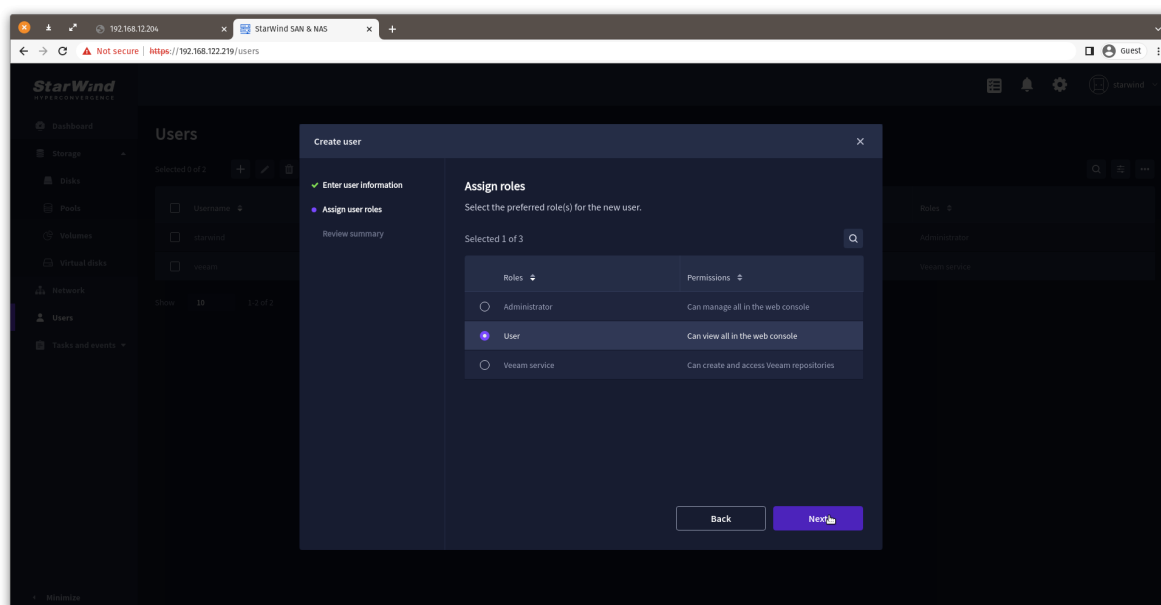 192.168.12.204
StarWind SAN & NAS
Not secure
https://192.168.122.219/users
Guest
StarWind
HYPERCONVERGENCE
starwind
Dashboard
Storage
Disks
Pools
Volumes
Virtual disks
Network
Users
Tasks and events
Minimize
Users
Selected 0 of 2
Username
Roles
starwind
Administrator
veeam
Veeam service
Show 10 1-2 of 2
Create user
Enter user information
Assign user roles
Review summary
Assign roles
Select the preferred role(s) for the new user.
Selected 1 of 3
Roles Permissions
Administrator Can manage all in the web console
User Can view all in the web console
Veeam service Can create and access Veeam repositories
Back
Next